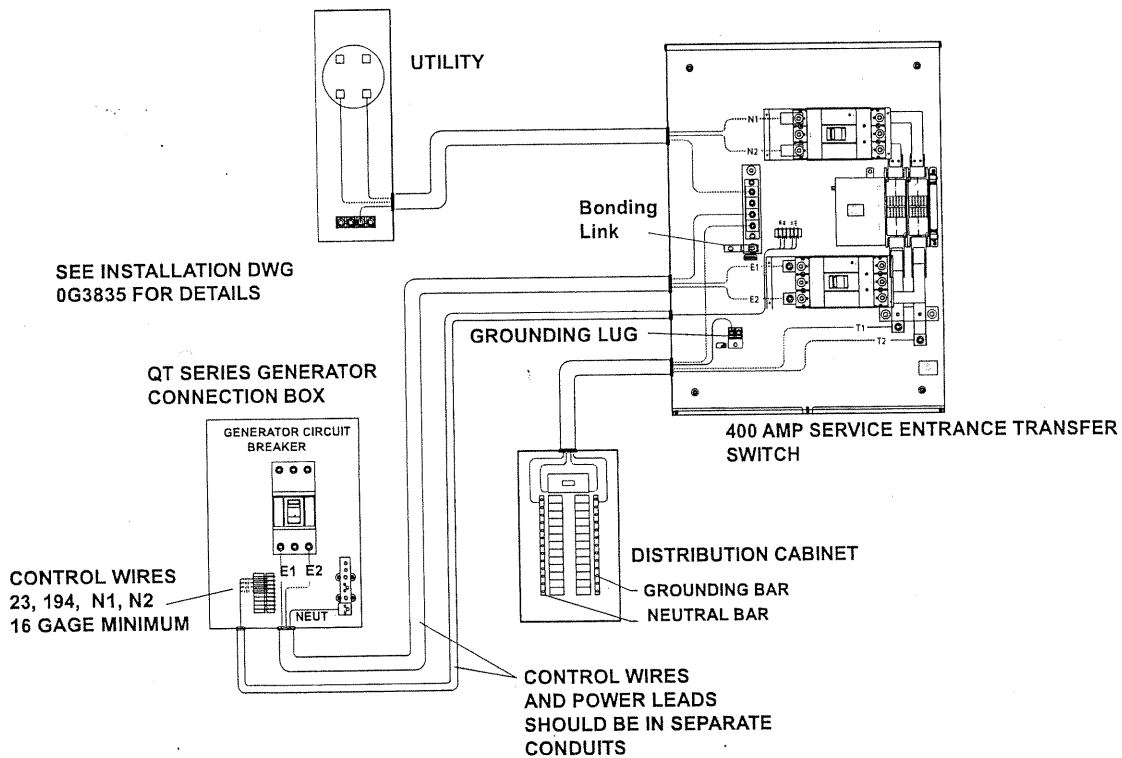 UTILITY
N1
N2
Bonding
Link
SEE INSTALLATION DWG
0G3835 FOR DETAILS
E1
E2
GROUNDING LUG
T1
T2
QT SERIES GENERATOR
CONNECTION BOX
400 AMP SERVICE ENTRANCE TRANSFER
SWITCH
GENERATOR CIRCUIT
BREAKER
E1 E2
NEUT
CONTROL WIRES
23, 194, N1, N2
16 GAGE MINIMUM
DISTRIBUTION CABINET
GROUNDING BAR
NEUTRAL BAR
CONTROL WIRES
AND POWER LEADS
SHOULD BE IN SEPARATE
CONDUITS